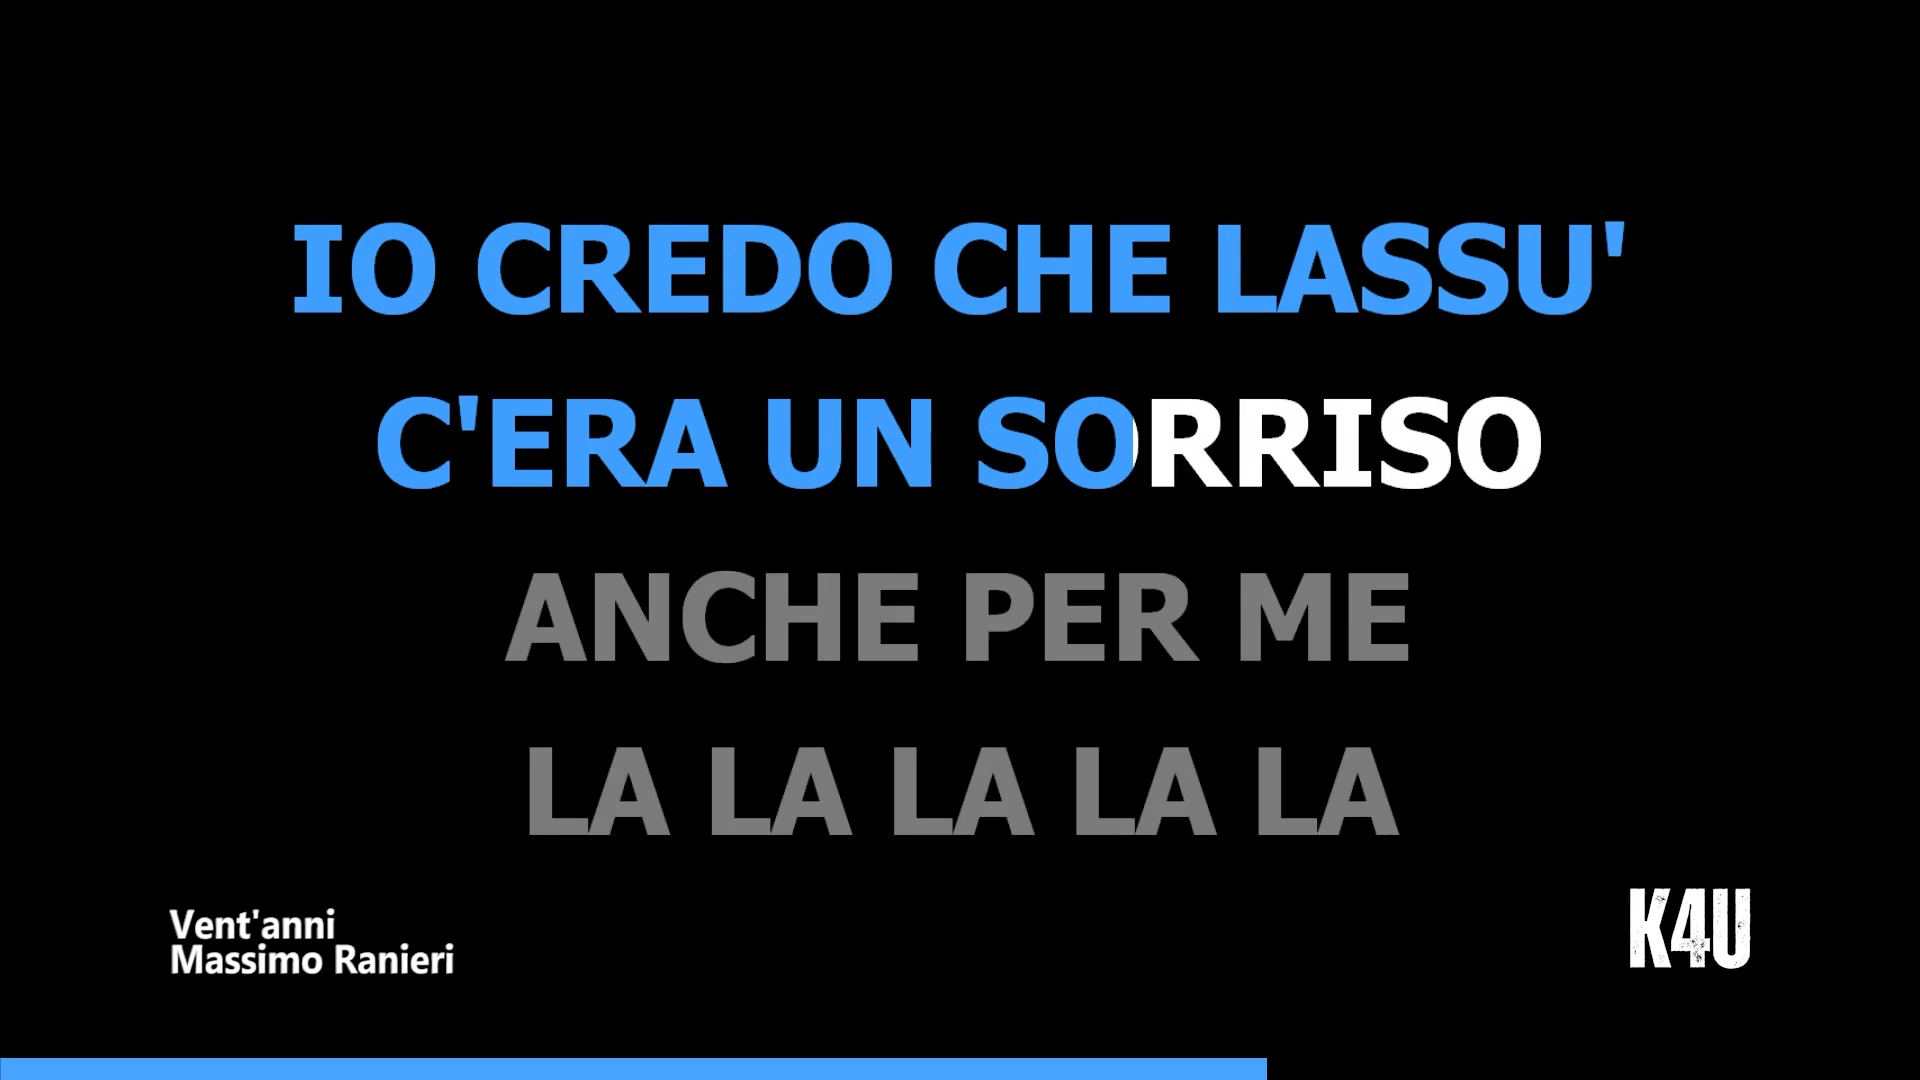 IO CREDO CHE LASSU'
C'ERA UN SORRISO
ANCHE PER ME
LA LA LA LA LA
Vent'anni
Massimo Ranieri
K4U